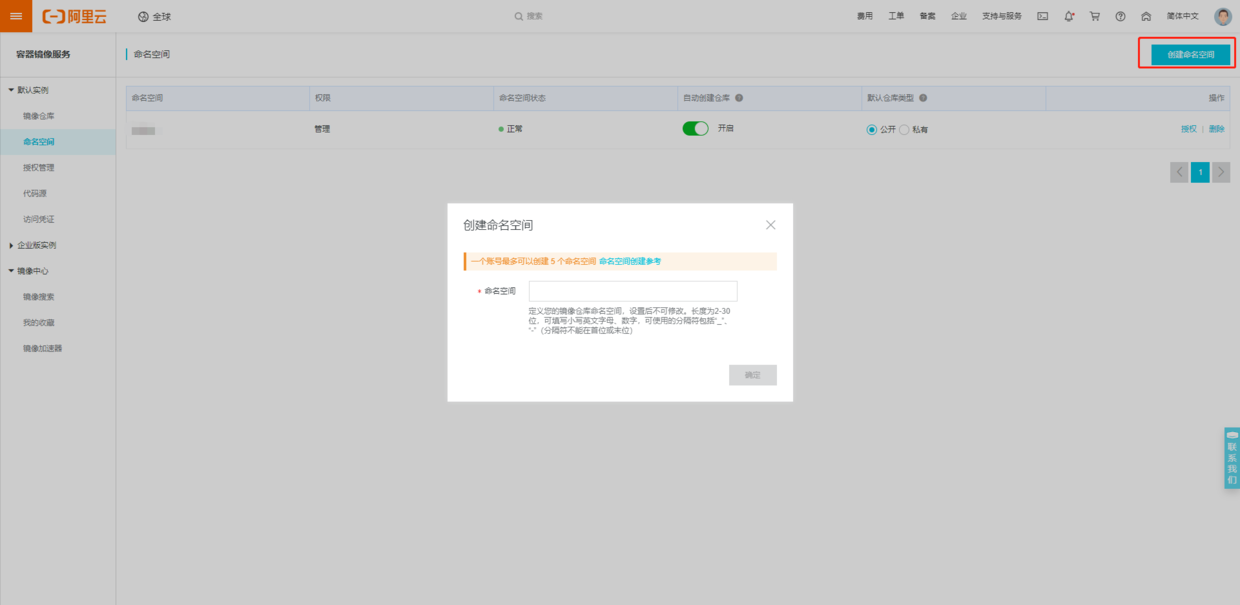 阿里云
全球
搜索
费用 工单 备案 企业 支持与服务 简体中文
容器镜像服务
命名空间
创建命名空间
默认实例
镜像仓库
命名空间
授权管理
代码源
访问凭证
企业版实例
镜像中心
镜像搜索
我的收藏
镜像加速器
命名空间 权限 命名空间状态 自动创建仓库 默认仓库类型 操作
管理 正常 开启 公开 私有 授权 | 删除
1
创建命名空间
一个账号最多可以创建 5 个命名空间 命名空间创建参考
* 命名空间
定义您的镜像仓库命名空间，设置后不可修改。长度为2-30
位，可填写小写英文字母、数字，可使用的分隔符包括“_”、
“-”（分隔符不能在首位或末位）
确定
联系我们